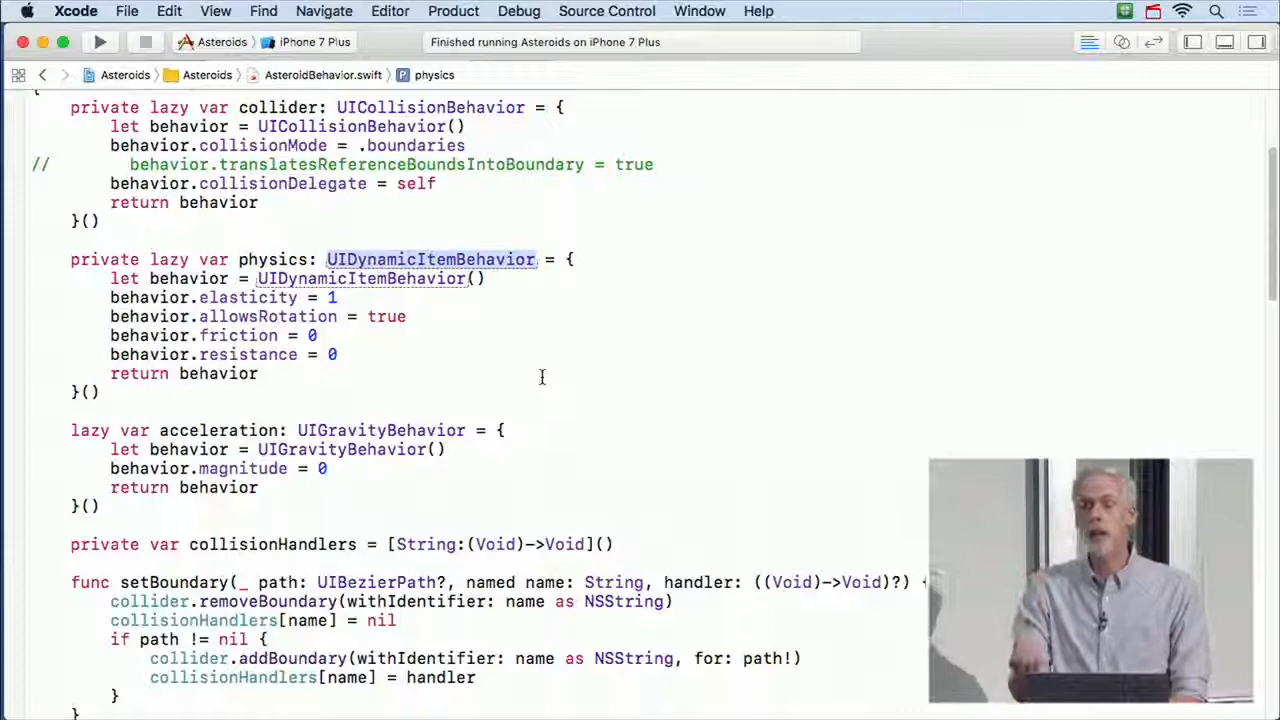 Xcode File Edit View Find Navigate Editor Product Debug Source Control Window Help
Asteroids iPhone 7 Plus Finished running Asteroids on iPhone 7 Plus
Asteroids Asteroids AsteroidBehavior.swift P physics
{
private lazy var collider: UICollisionBehavior = {
let behavior = UICollisionBehavior()
behavior.collisionMode = .boundaries
// behavior.translatesReferenceBoundsIntoBoundary = true
behavior.collisionDelegate = self
return behavior
}()
private lazy var physics: UIDynamicItemBehavior = {
let behavior = UIDynamicItemBehavior()
behavior.elasticity = 1
behavior.allowsRotation = true
behavior.friction = 0
behavior.resistance = 0
return behavior
}()
lazy var acceleration: UIGravityBehavior = {
let behavior = UIGravityBehavior()
behavior.magnitude = 0
return behavior
}()
private var collisionHandlers = [String:(Void)->Void]()
func setBoundary(_ path: UIBezierPath?, named name: String, handler: ((Void)->Void)?) {
collider.removeBoundary(withIdentifier: name as NSString)
collisionHandlers[name] = nil
if path != nil {
collider.addBoundary(withIdentifier: name as NSString, for: path!)
collisionHandlers[name] = handler
}
}